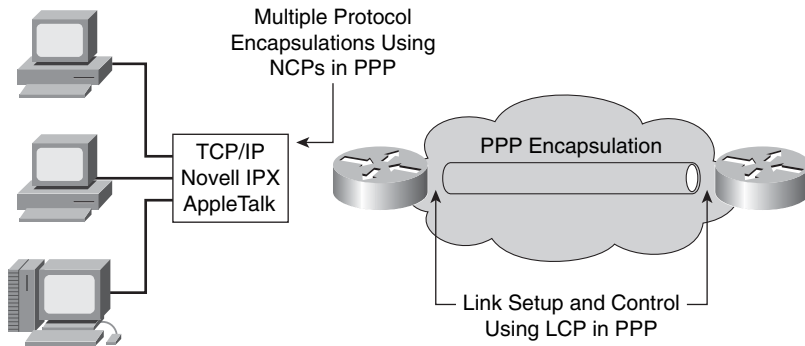 Multiple Protocol
Encapsulations Using
NCPs in PPP
TCP/IP
Novell IPX
AppleTalk
PPP Encapsulation
Link Setup and Control
Using LCP in PPP